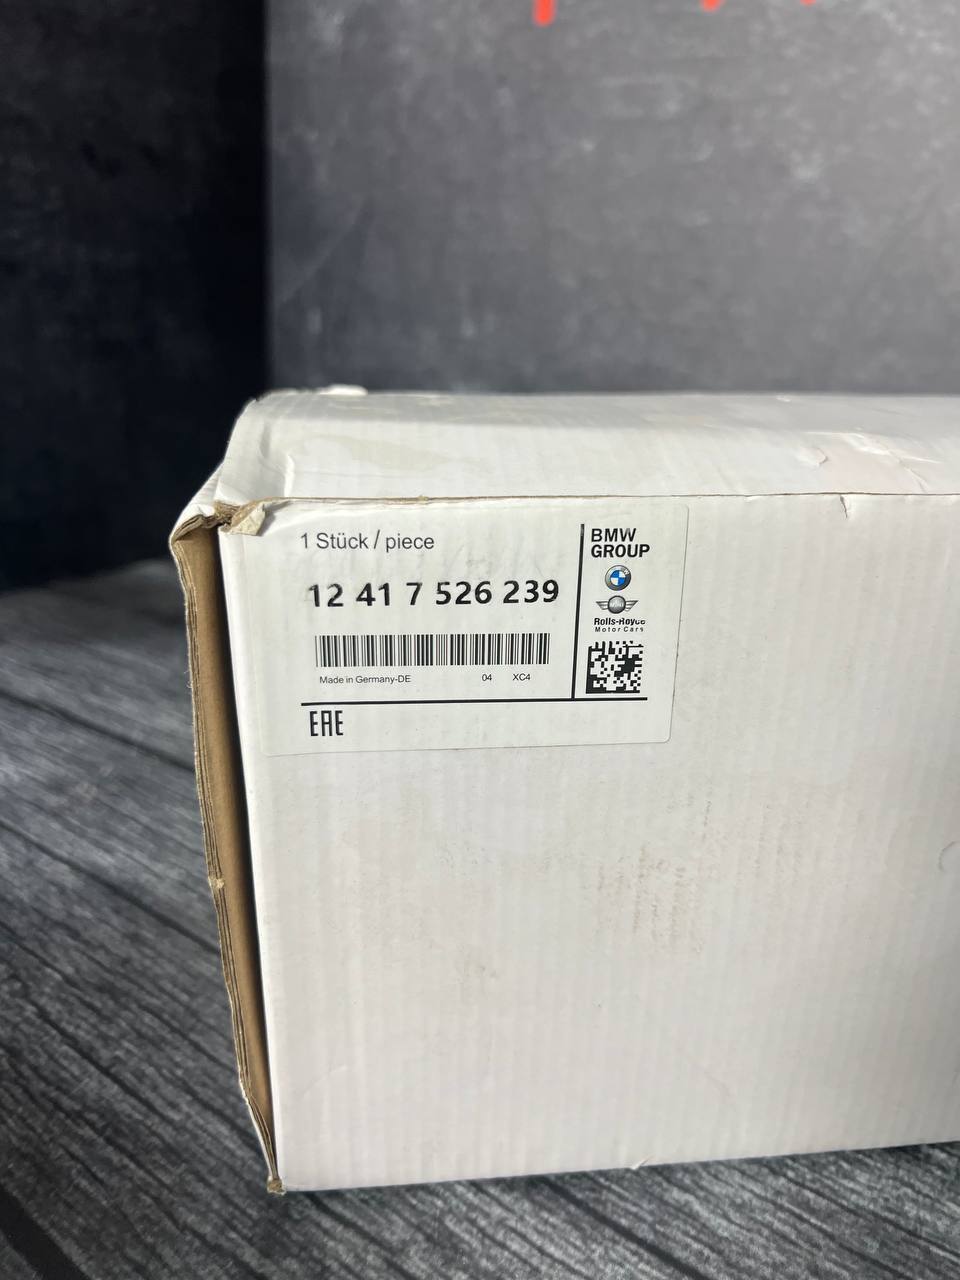 1 Stück / piece
12 41 7 526 239
Made in Germany-DE 04 XC4
EAE
BMW
GROUP
MINI
Rolls-Royce
Motor Cars